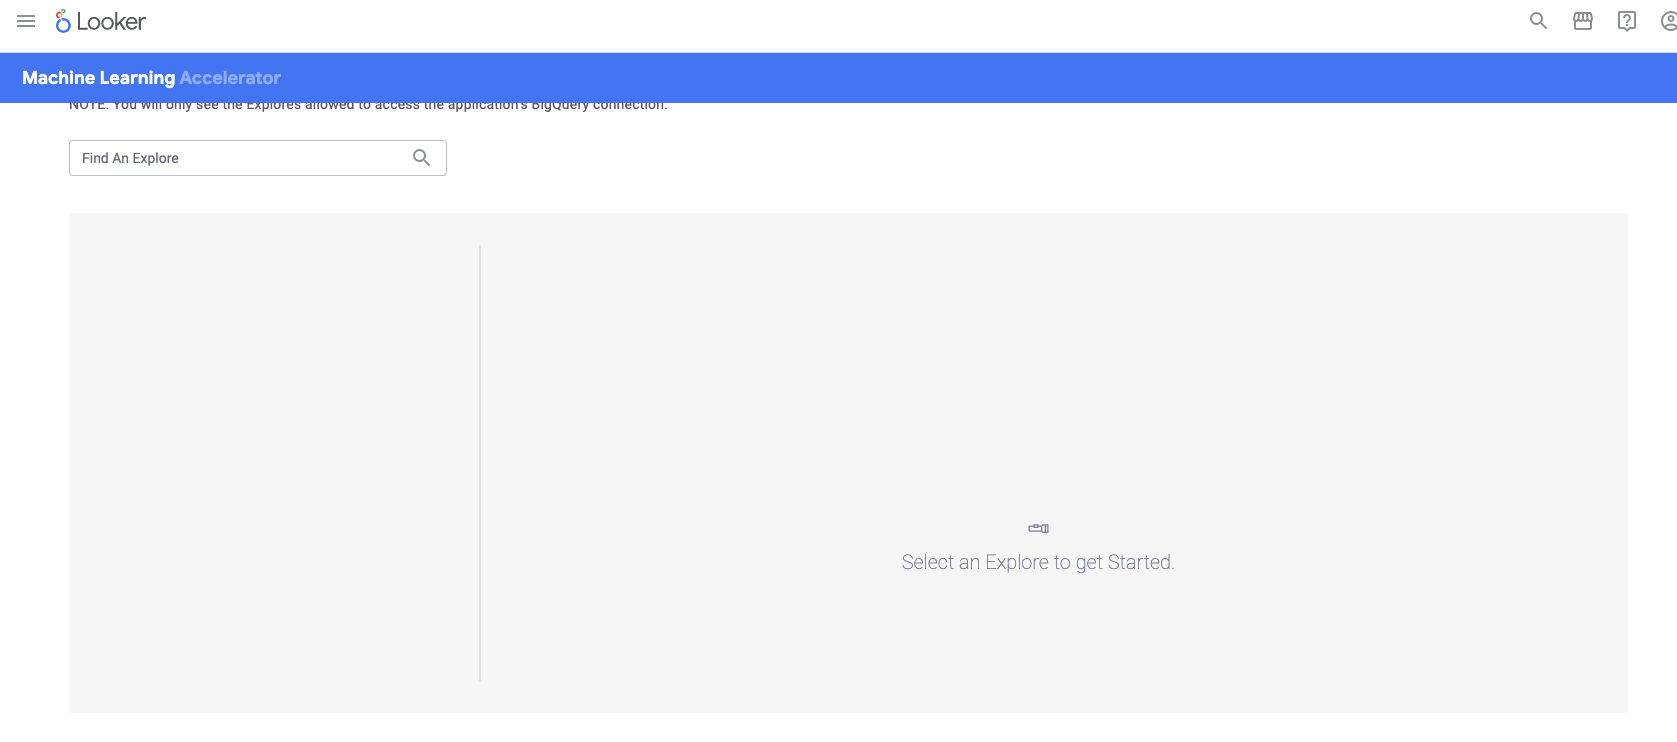 Looker
Machine Learning Accelerator
NOTE: You will only see the Explores allowed to access the application's BigQuery connection.
Find An Explore
Select an Explore to get Started.